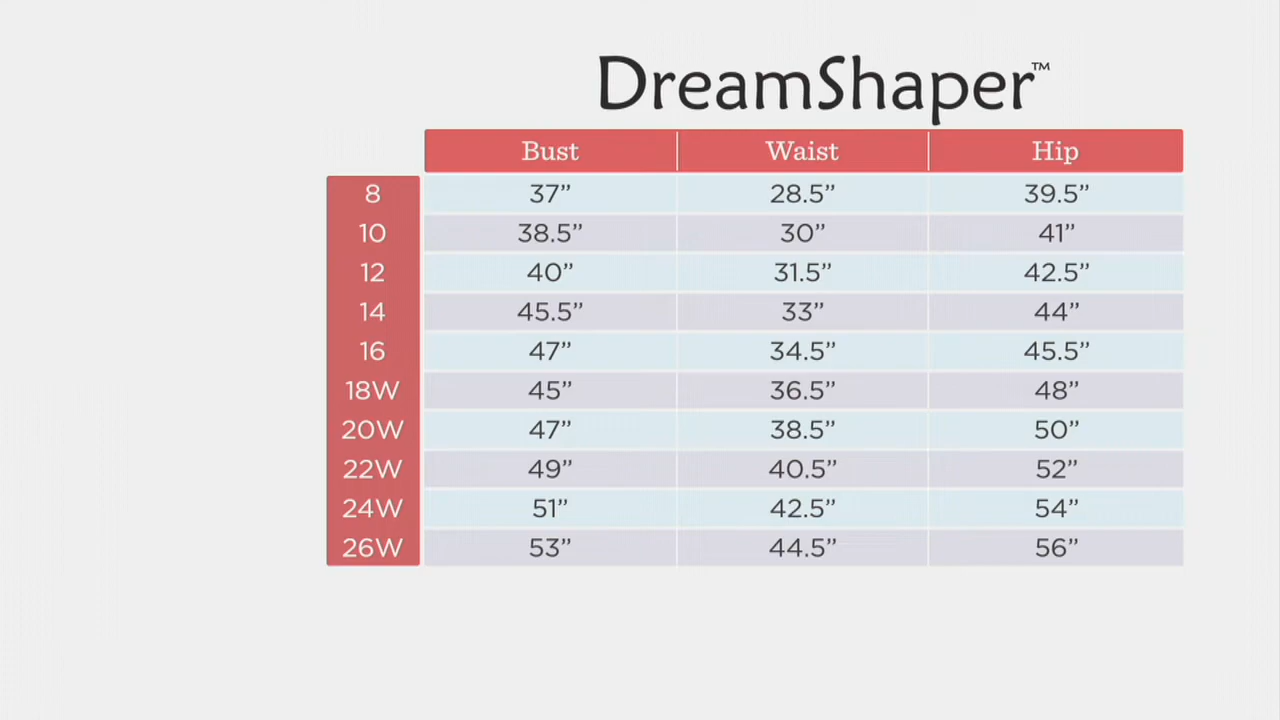 DreamShaper™
Bust Waist Hip
8 37” 28.5” 39.5”
10 38.5” 30” 41”
12 40” 31.5” 42.5”
14 45.5” 33” 44”
16 47” 34.5” 45.5”
18W 45” 36.5” 48”
20W 47” 38.5” 50”
22W 49” 40.5” 52”
24W 51” 42.5” 54”
26W 53” 44.5” 56”